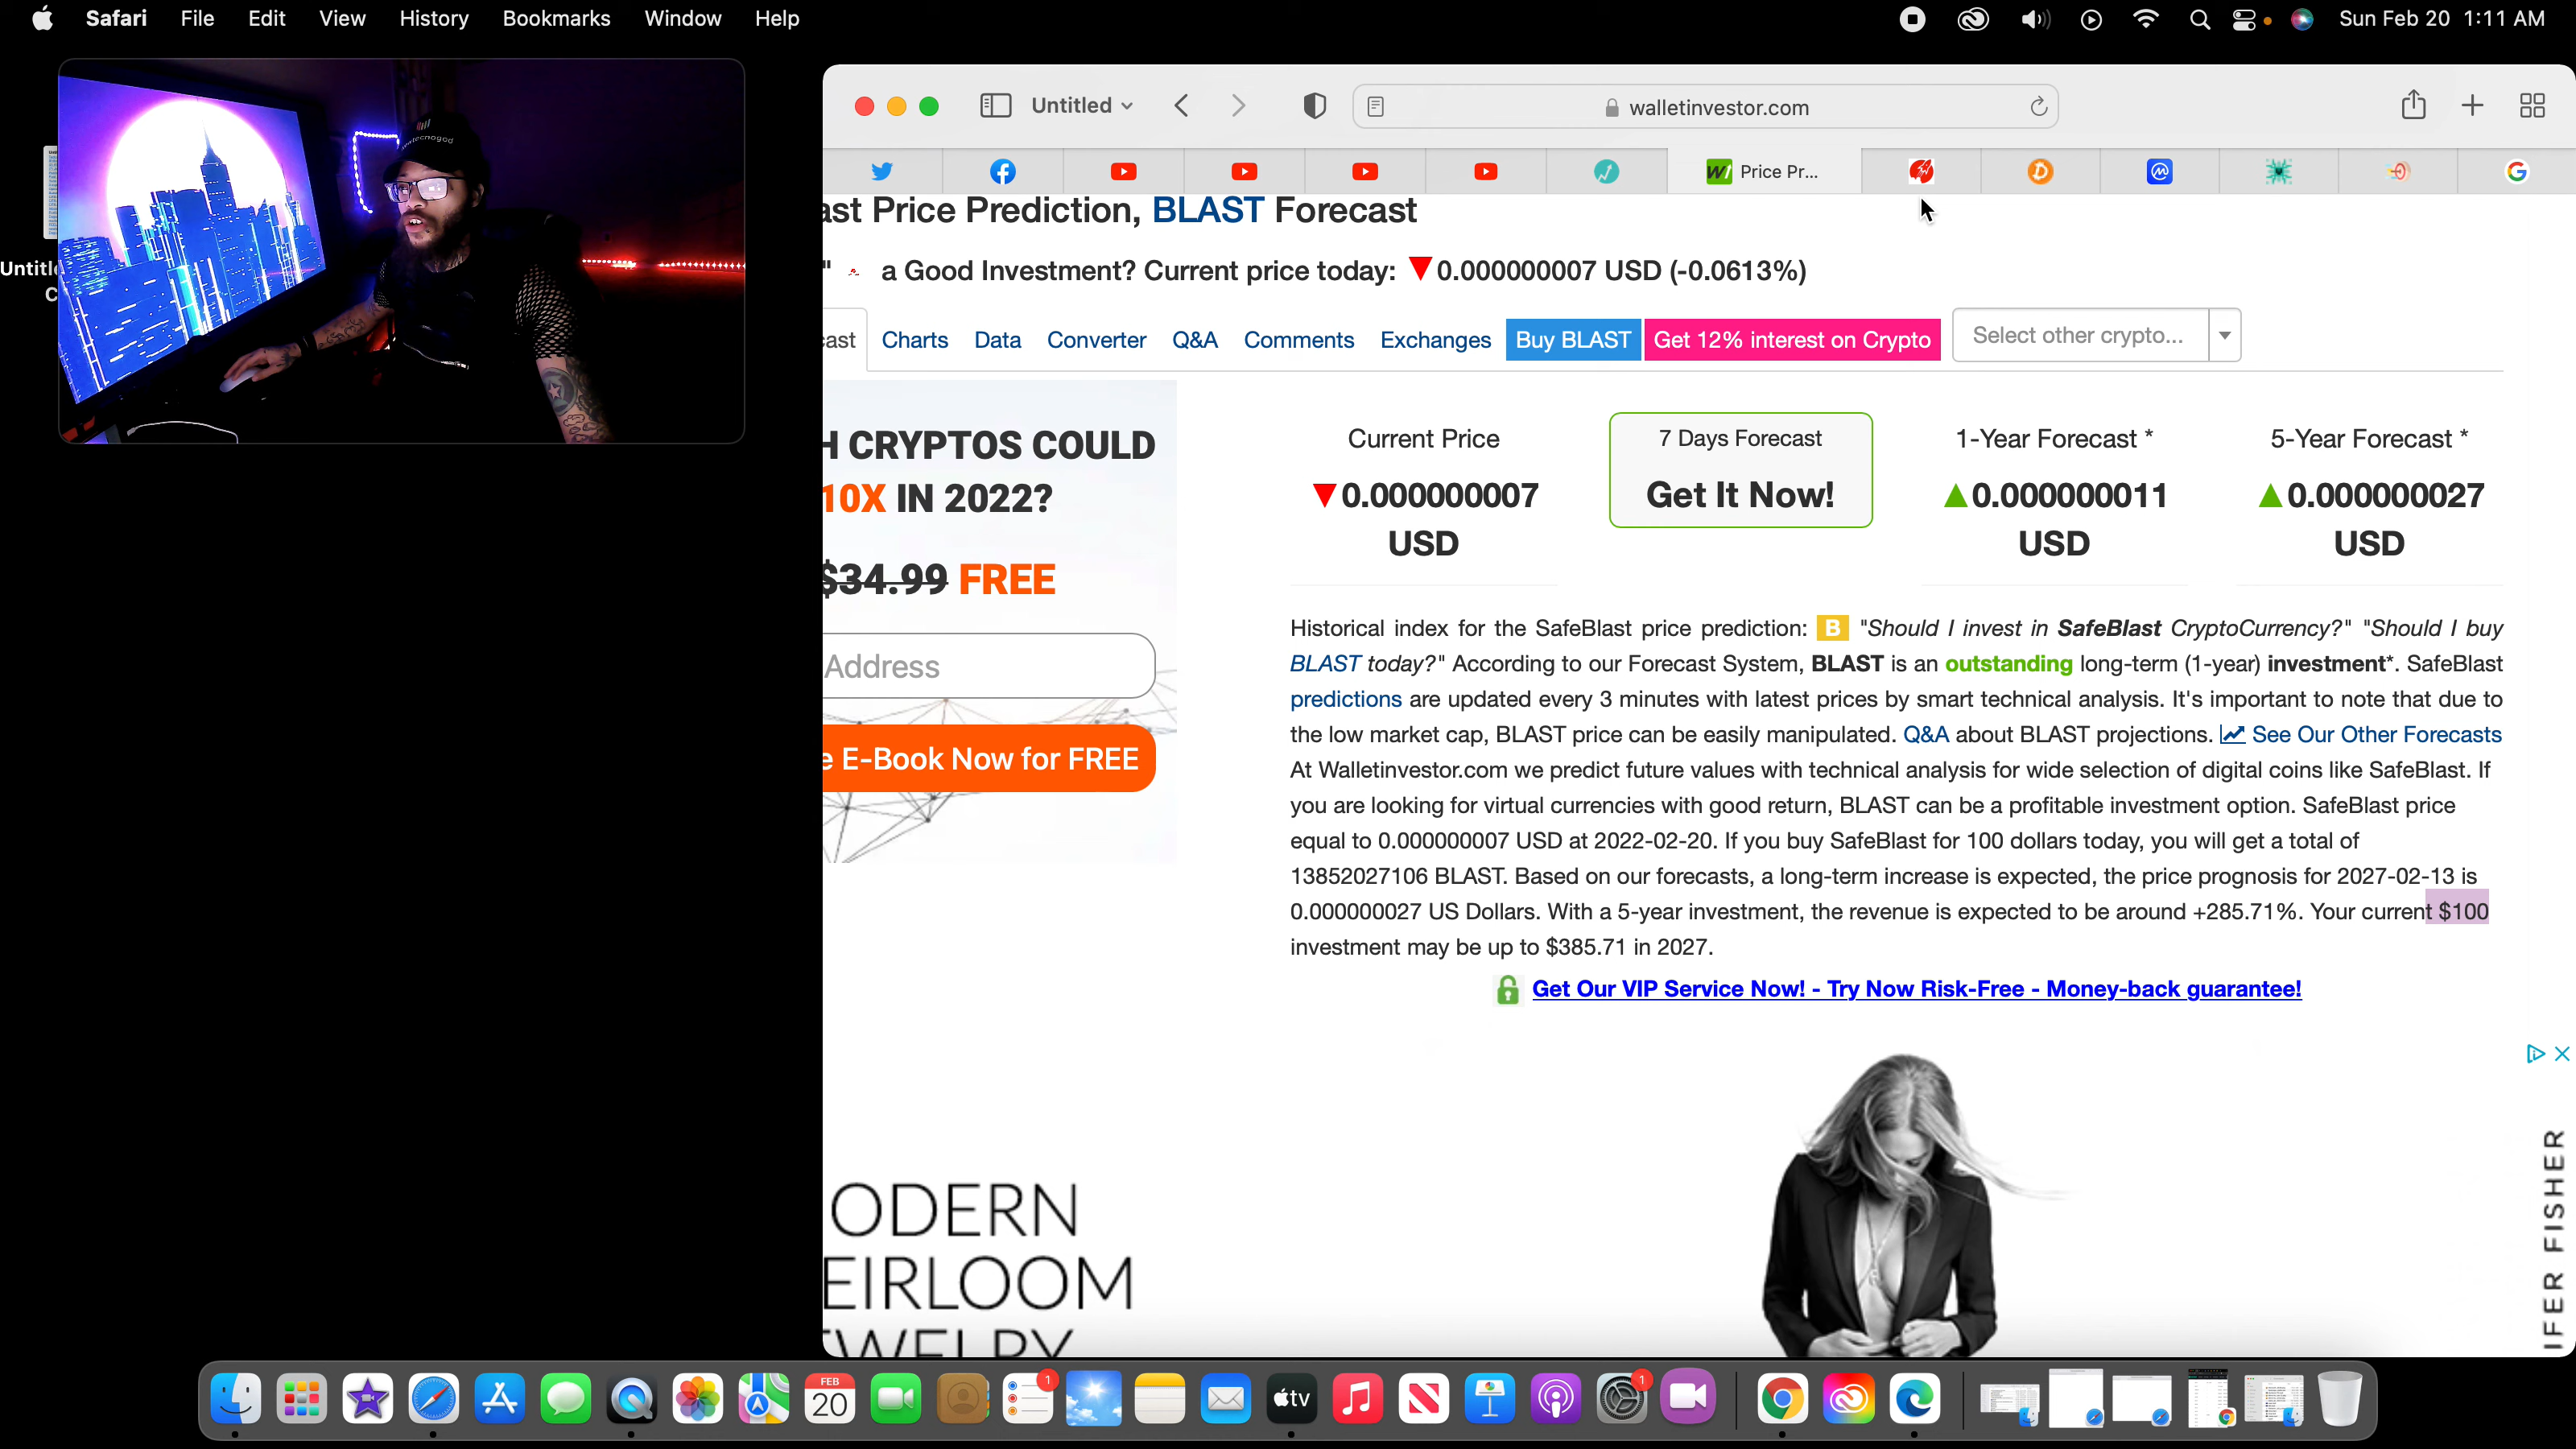 Safari File Edit View History Bookmarks Window Help Sun Feb 20 1:11 AM
Untitled
walletinvestor.com
Price Pr...
ast Price Prediction, BLAST Forecast
" a Good Investment? Current price today: ▼0.000000007 USD (-0.0613%)
cast Charts Data Converter Q&A Comments Exchanges Buy BLAST Get 12% interest on Crypto Select other crypto...
H CRYPTOS COULD
10X IN 2022?
$34.99 FREE
Address
e E-Book Now for FREE
Current Price
▼0.000000007
USD
7 Days Forecast
Get It Now!
1-Year Forecast *
▲0.000000011
USD
5-Year Forecast *
▲0.000000027
USD
Historical index for the SafeBlast price prediction: B "Should I invest in SafeBlast CryptoCurrency?" "Should I buy
BLAST today?" According to our Forecast System, BLAST is an outstanding long-term (1-year) investment*. SafeBlast
predictions are updated every 3 minutes with latest prices by smart technical analysis. It's important to note that due to
the low market cap, BLAST price can be easily manipulated. Q&A about BLAST projections. See Our Other Forecasts
At Walletinvestor.com we predict future values with technical analysis for wide selection of digital coins like SafeBlast. If
you are looking for virtual currencies with good return, BLAST can be a profitable investment option. SafeBlast price
equal to 0.000000007 USD at 2022-02-20. If you buy SafeBlast for 100 dollars today, you will get a total of
13852027106 BLAST. Based on our forecasts, a long-term increase is expected, the price prognosis for 2027-02-13 is
0.000000027 US Dollars. With a 5-year investment, the revenue is expected to be around +285.71%. Your current $100
investment may be up to $385.71 in 2027.
Get Our VIP Service Now! - Try Now Risk-Free - Money-back guarantee!
ODERN
EIRLOOM
EWELRY
IFER FISHER
Untitle
C
FEB
20
1
tv
1